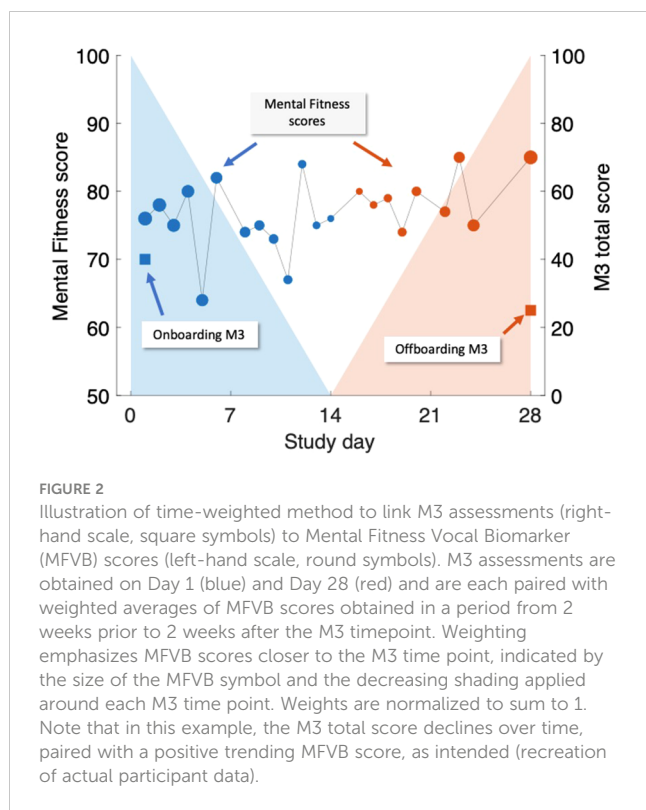 100
90
80
70
60
50
Mental Fitness score
100
80
60
40
20
0
M3 total score
Mental Fitness
scores
Onboarding M3
Offboarding M3
0 7 14 21 28
Study day
FIGURE 2
Illustration of time-weighted method to link M3 assessments (right-
hand scale, square symbols) to Mental Fitness Vocal Biomarker
(MFVB) scores (left-hand scale, round symbols). M3 assessments are
obtained on Day 1 (blue) and Day 28 (red) and are each paired with
weighted averages of MFVB scores obtained in a period from 2
weeks prior to 2 weeks after the M3 timepoint. Weighting
emphasizes MFVB scores closer to the M3 time point, indicated by
the size of the MFVB symbol and the decreasing shading applied
around each M3 time point. Weights are normalized to sum to 1.
Note that in this example, the M3 total score declines over time,
paired with a positive trending MFVB score, as intended (recreation
of actual participant data).